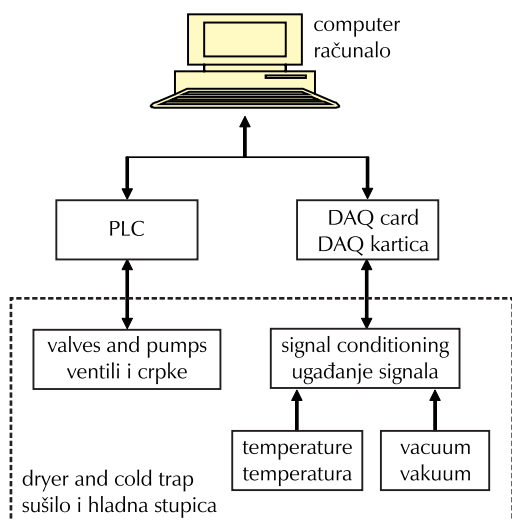 computer
računalo
PLC
DAQ card
DAQ kartica
valves and pumps
ventili i crpke
signal conditioning
ugađanje signala
temperature
temperatura
vacuum
vakuum
dryer and cold trap
sušilo i hladna stupica